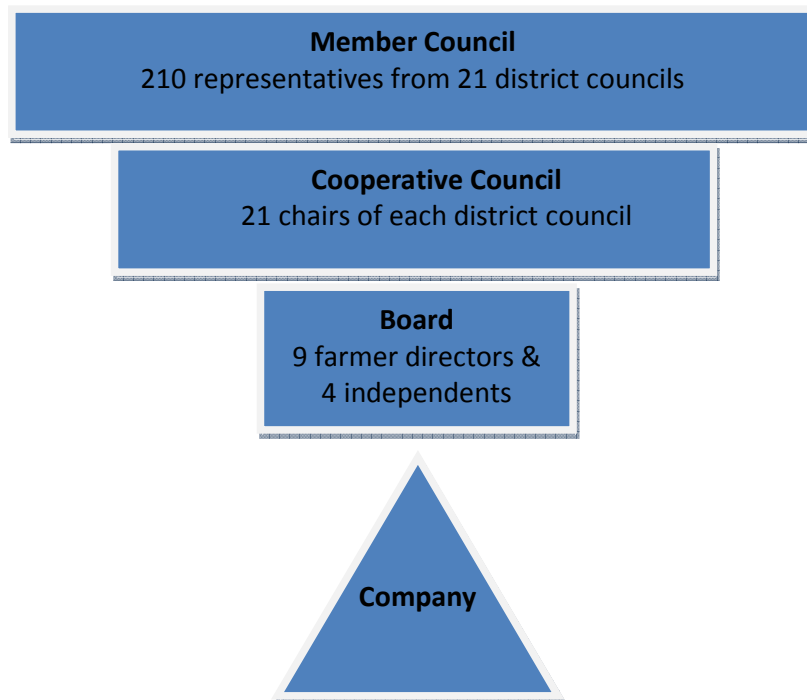 Member Council
210 representatives from 21 district councils
Cooperative Council
21 chairs of each district council
Board
9 farmer directors &
4 independents
Company